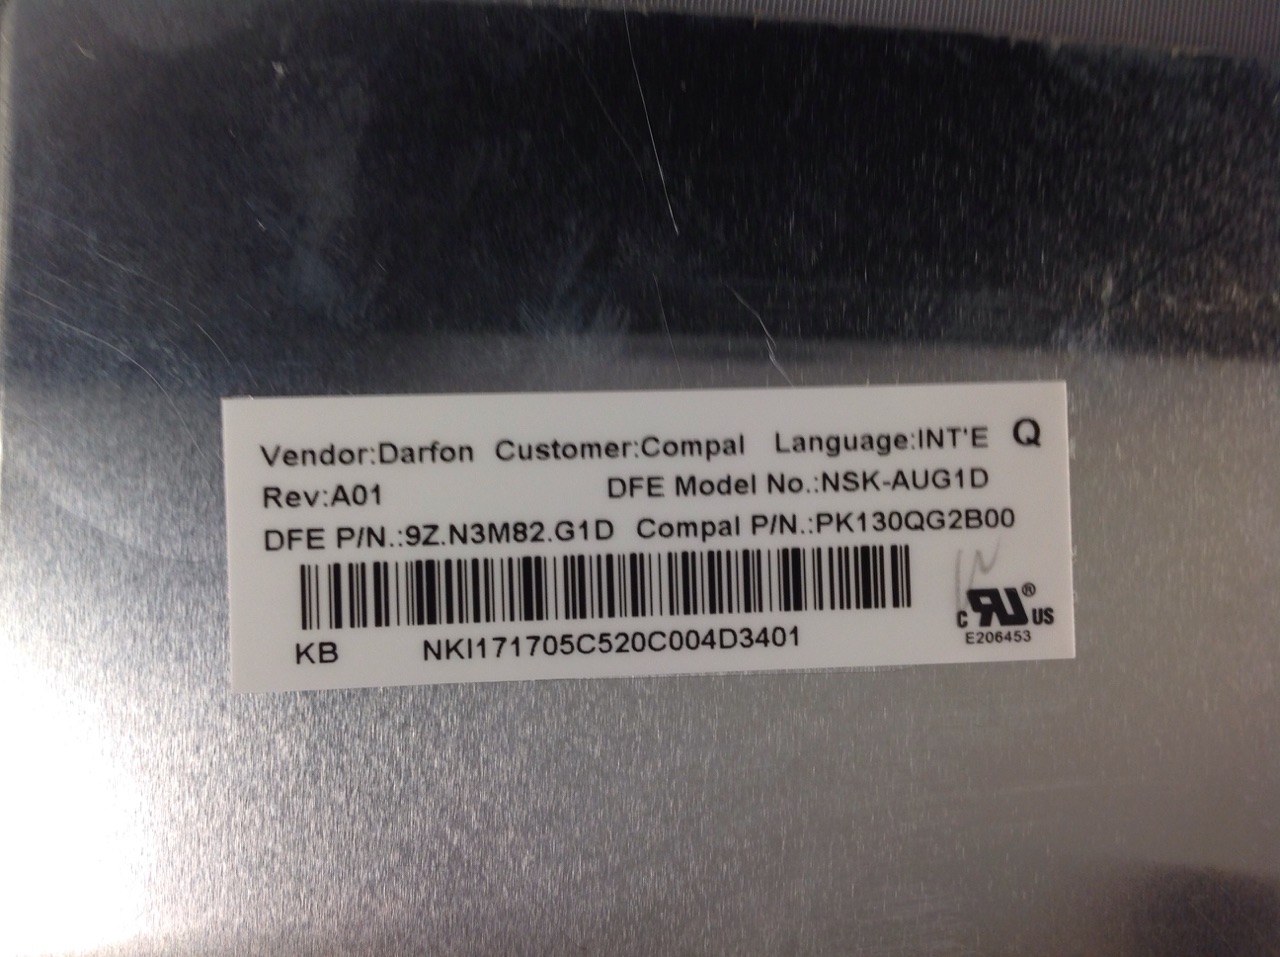 Vendor:Darfon Customer:Compal Language:INT'E Q
Rev:A01 DFE Model No.:NSK-AUG1D
DFE P/N.:9Z.N3M82.G1D Compal P/N.:PK130QG2B00
KB NKI171705C520C004D3401
c RU ® US
E206453